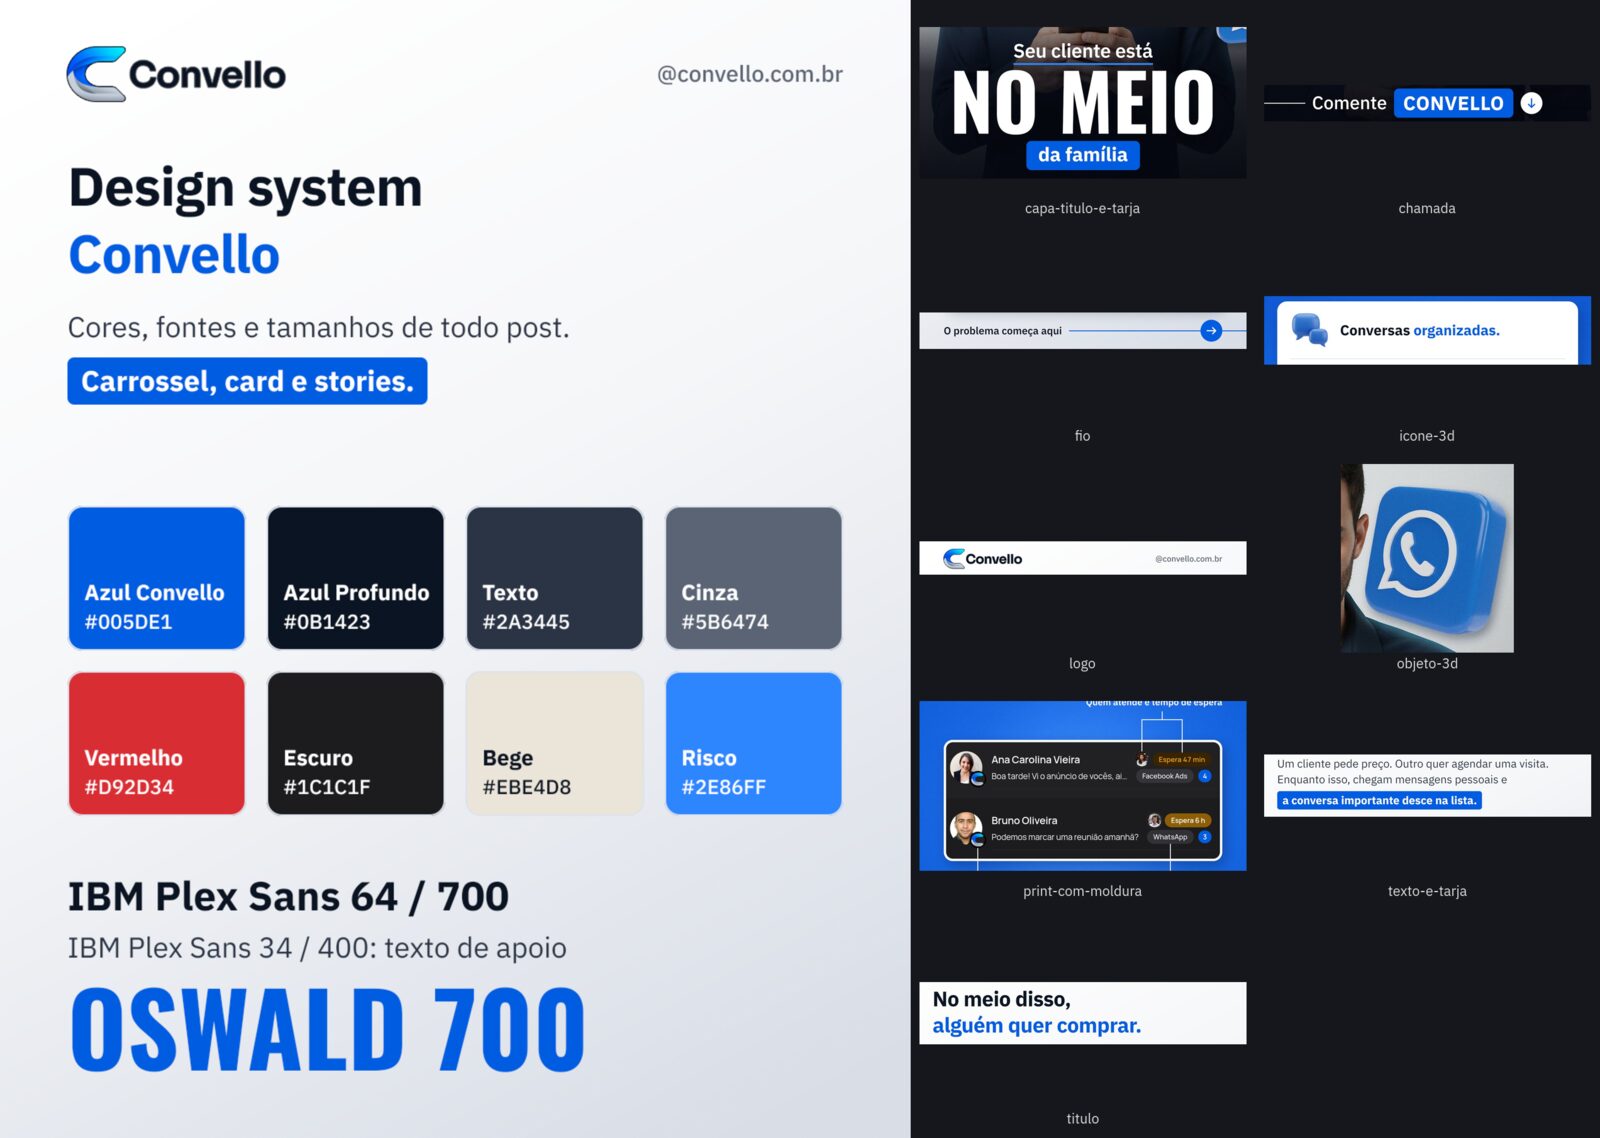 Convello
@convello.com.br
Design system
Convello
Cores, fontes e tamanhos de todo post.
Carrossel, card e stories.
Azul Convello
#005DE1
Azul Profundo
#0B1423
Texto
#2A3445
Cinza
#5B6474
Vermelho
#D92D34
Escuro
#1C1C1F
Bege
#EBE4D8
Risco
#2E86FF
IBM Plex Sans 64 / 700
IBM Plex Sans 34 / 400: texto de apoio
OSWALD 700
Seu cliente está
NO MEIO
da família
capa-titulo-e-tarja
Comente CONVELLO
chamada
O problema começa aqui
fio
Conversas organizadas.
icone-3d
Convello
@convello.com.br
logo
objeto-3d
Quem atende e tempo de espera
Ana Carolina Vieira
Espera 47 min
Boa tarde! Vi o anúncio de vocês, ai...
Facebook Ads
4
Bruno Oliveira
Espera 6 h
Podemos marcar uma reunião amanhã?
WhatsApp
3
print-com-moldura
Um cliente pede preço. Outro quer agendar uma visita.
Enquanto isso, chegam mensagens pessoais e
a conversa importante desce na lista.
texto-e-tarja
No meio disso,
alguém quer comprar.
titulo